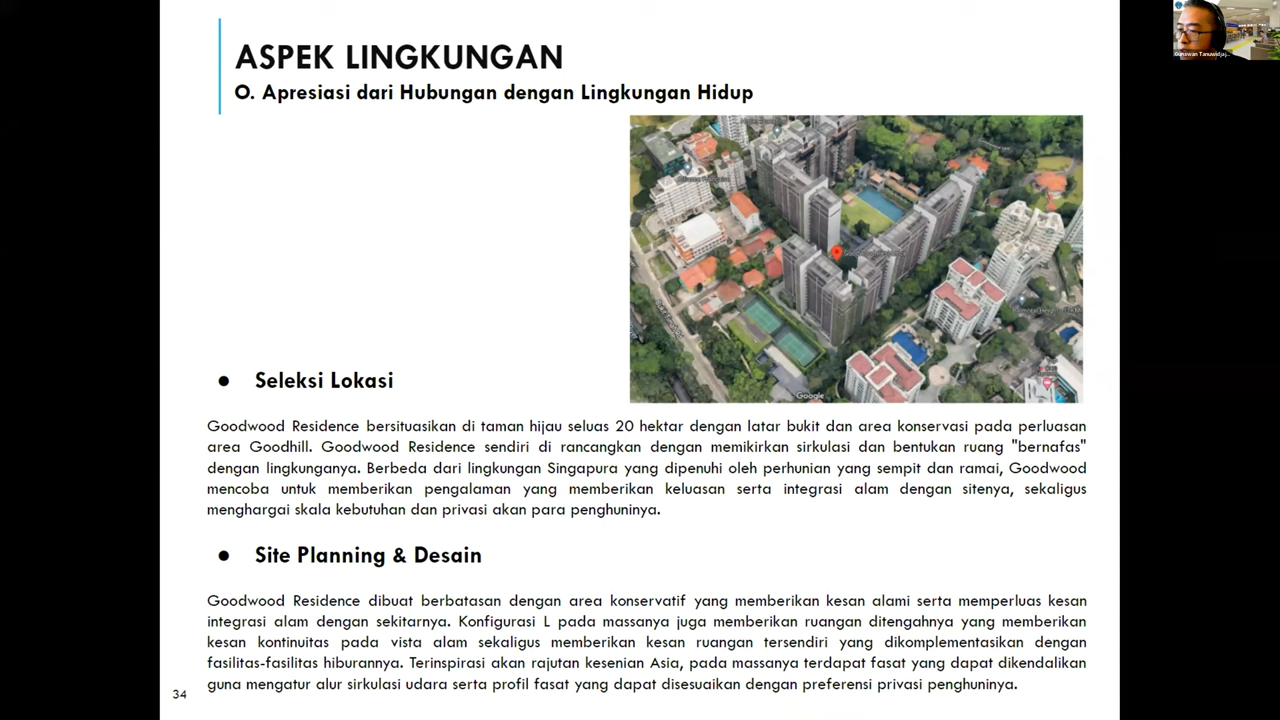 ASPEK LINGKUNGAN
O. Apresiasi dari Hubungan dengan Lingkungan Hidup
Gunawan Tanuwidjaj...
Google
● Seleksi Lokasi
Goodwood Residence bersituasikan di taman hijau seluas 20 hektar dengan latar bukit dan area konservasi pada perluasan
area Goodhill. Goodwood Residence sendiri di rancangkan dengan memikirkan sirkulasi dan bentukan ruang "bernafas"
dengan lingkunganya. Berbeda dari lingkungan Singapura yang dipenuhi oleh perhunian yang sempit dan ramai, Goodwood
mencoba untuk memberikan pengalaman yang memberikan keluasan serta integrasi alam dengan sitenya, sekaligus
menghargai skala kebutuhan dan privasi akan para penghuninya.
● Site Planning & Desain
Goodwood Residence dibuat berbatasan dengan area konservatif yang memberikan kesan alami serta memperluas kesan
integrasi alam dengan sekitarnya. Konfigurasi L pada massanya juga memberikan ruangan ditengahnya yang memberikan
kesan kontinuitas pada vista alam sekaligus memberikan kesan ruangan tersendiri yang dikomplementasikan dengan
fasilitas-fasilitas hiburannya. Terinspirasi akan rajutan kesenian Asia, pada massanya terdapat fasat yang dapat dikendalikan
guna mengatur alur sirkulasi udara serta profil fasat yang dapat disesuaikan dengan preferensi privasi penghuninya.
34